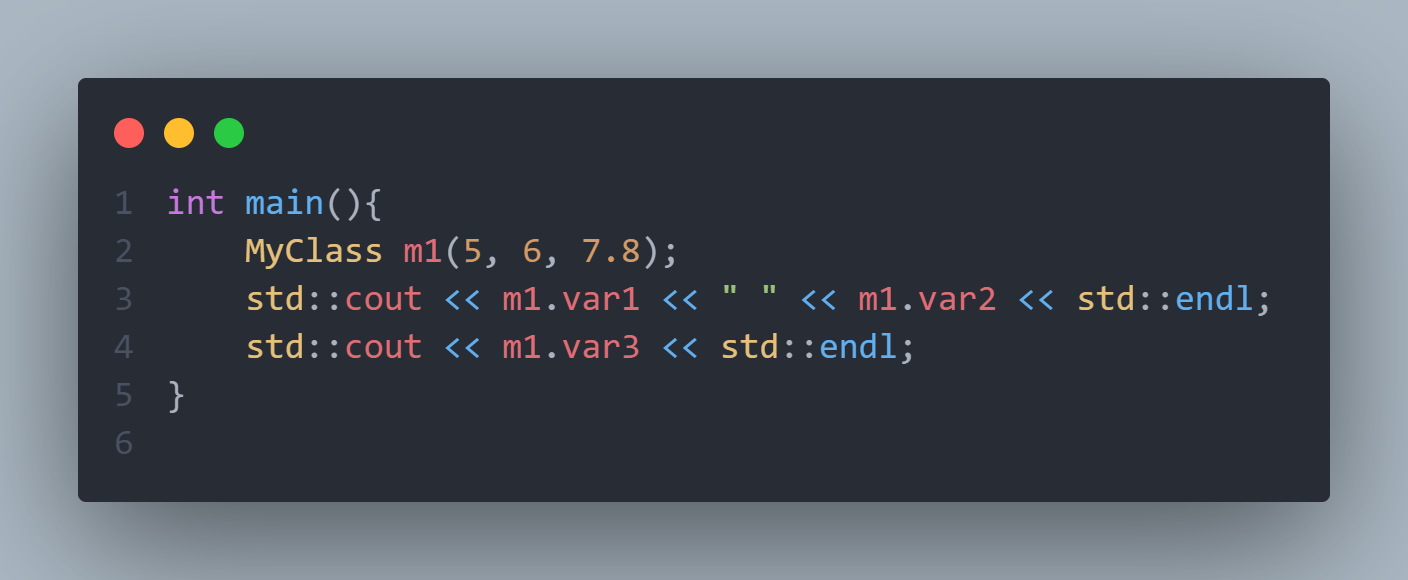 1 int main(){
2     MyClass m1(5, 6, 7.8);
3     std::cout << m1.var1 << " " << m1.var2 << std::endl;
4     std::cout << m1.var3 << std::endl;
5 }
6